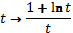 t → (1 + ln t) / t